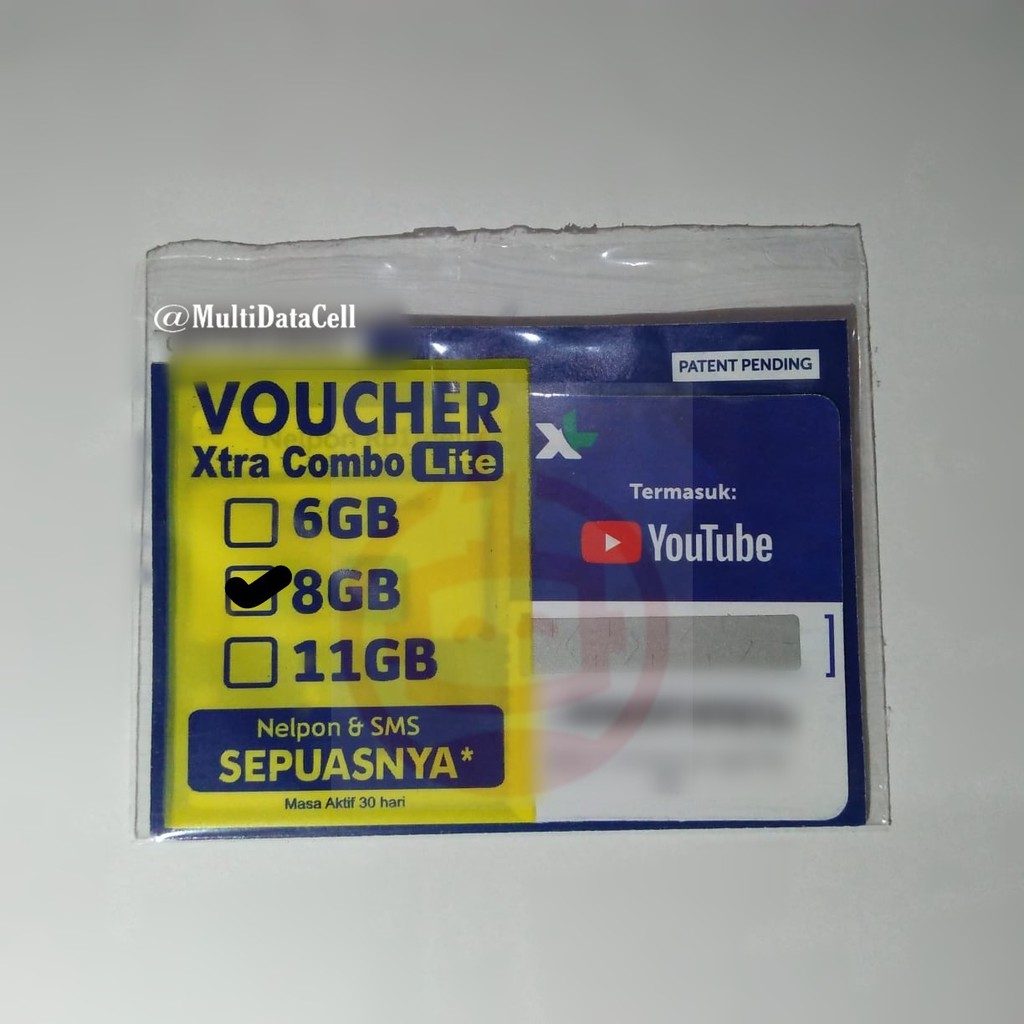 @MultiDataCell
PATENT PENDING
VOUCHER
Xtra Combo Lite
6GB
8GB
11GB
Nelpon & SMS
SEPUASNYA*
Masa Aktif 30 hari
XL
Termasuk:
YouTube